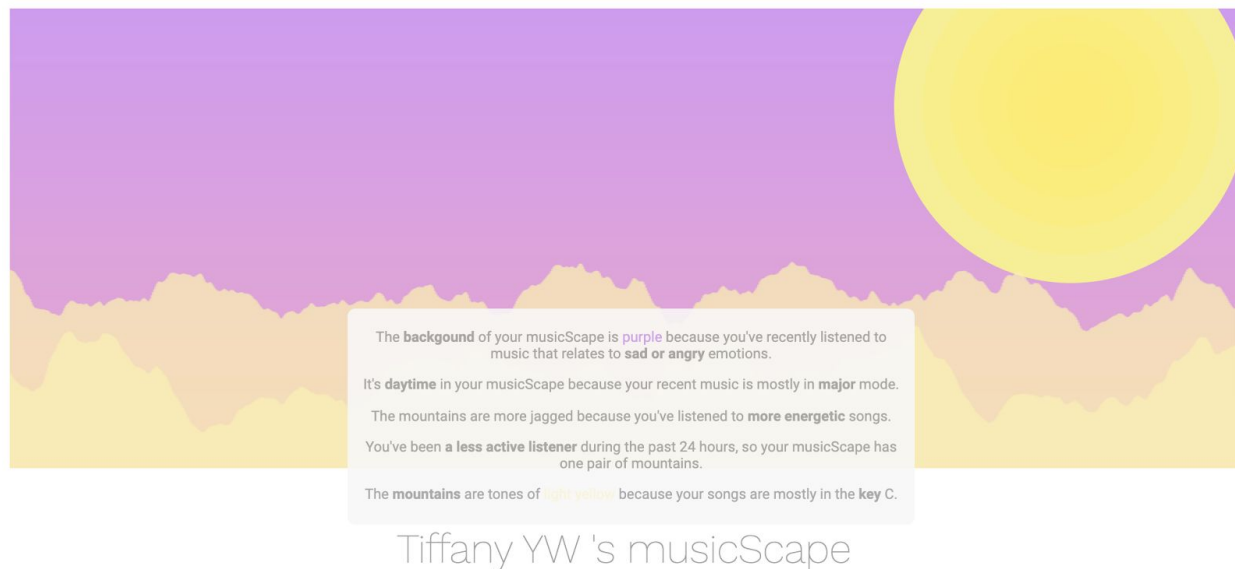 The backgound of your musicScape is purple because you've recently listened to
music that relates to sad or angry emotions.
It's daytime in your musicScape because your recent music is mostly in major mode.
The mountains are more jagged because you've listened to more energetic songs.
You've been a less active listener during the past 24 hours, so your musicScape has
one pair of mountains.
The mountains are tones of light yellow because your songs are mostly in the key C.
Tiffany YW 's musicScape